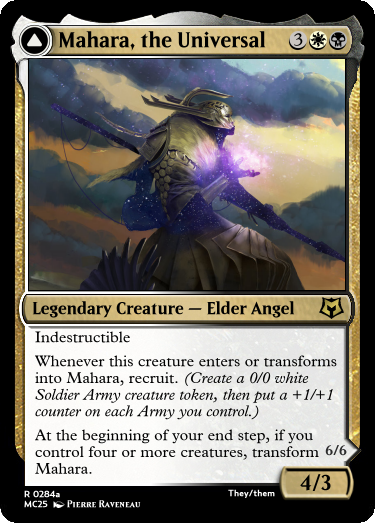 Mahara, the Universal 3
Legendary Creature — Elder Angel
Indestructible
Whenever this creature enters or transforms
into Mahara, recruit. (Create a 0/0 white
Soldier Army creature token, then put a +1/+1
counter on each Army you control.)
At the beginning of your end step, if you
control four or more creatures, transform 6/6
Mahara.
4/3
R 0284a They/them
MC25 Pierre Raveneau